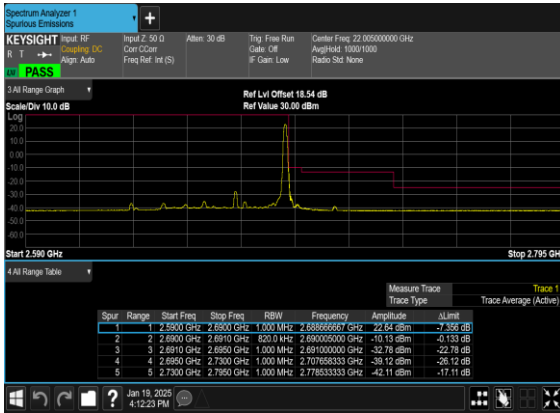 Spectrum Analyzer 1
Spurious Emissions
+
KEYSIGHT Input: RF Input Z: 50 Ω Atten: 30 dB Trig: Free Run Center Freq: 22.005000000 GHz
R T Coupling: DC Corr CCorr Gate: Off Avg|Hold: 1000/1000
Align: Auto Freq Ref: Int (S) IF Gain: Low Radio Std: None
PASS
3 All Range Graph
Scale/Div 10.0 dB
Ref Lvl Offset 18.54 dB
Ref Value 30.00 dBm
Log
20.0
10.0
0.00
-10.0
-20.0
-30.0
-40.0
-50.0
-60.0
Start 2.590 GHz Stop 2.795 GH
4 All Range Table
Measure Trace Trace 1
Trace Type Trace Average (Active)
Spur Range Start Freq Stop Freq RBW Frequency Amplitude ΔLimit
1 1 2.5900 GHz 2.6900 GHz 1.000 MHz 2.688666667 GHz 22.64 dBm -7.356 dB
2 2 2.6900 GHz 2.6910 GHz 820.0 kHz 2.690005000 GHz -10.13 dBm -0.133 dB
3 3 2.6910 GHz 2.6950 GHz 1.000 MHz 2.691000000 GHz -32.78 dBm -22.78 dB
4 4 2.6950 GHz 2.7300 GHz 1.000 MHz 2.707658333 GHz -39.12 dBm -26.12 dB
5 5 2.7300 GHz 2.7950 GHz 1.000 MHz 2.778533333 GHz -42.11 dBm -17.11 dB
?
Jan 19, 2025
4:12:23 PM